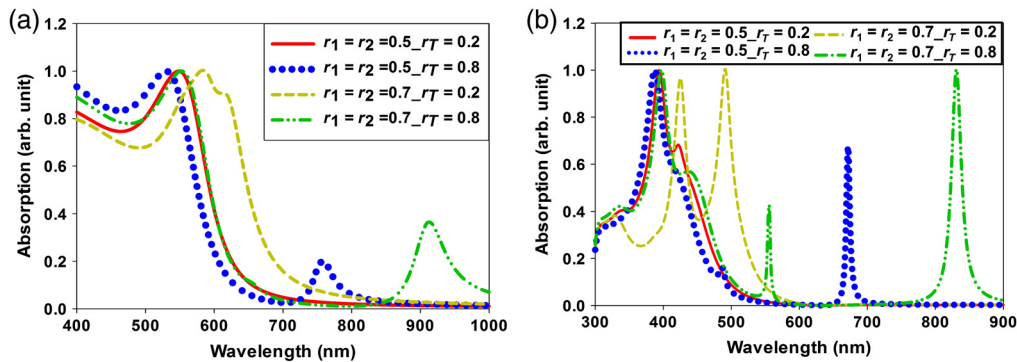 (a)
1.2
1.0
0.8
0.6
0.4
0.2
0.0
Absorption (arb. unit)
r1 = r2 =0.5_rT = 0.2
r1 = r2 =0.5_rT = 0.8
r1 = r2 =0.7_rT = 0.2
r1 = r2 =0.7_rT = 0.8
400 500 600 700 800 900 1000
Wavelength (nm)
(b)
1.2
1.0
0.8
0.6
0.4
0.2
0.0
Absorption (arb. unit)
r1 = r2 = 0.5_rT = 0.2
r1 = r2 = 0.7_rT = 0.2
r1 = r2 = 0.5_rT = 0.8
r1 = r2 = 0.7_rT = 0.8
300 400 500 600 700 800 900
Wavelength (nm)